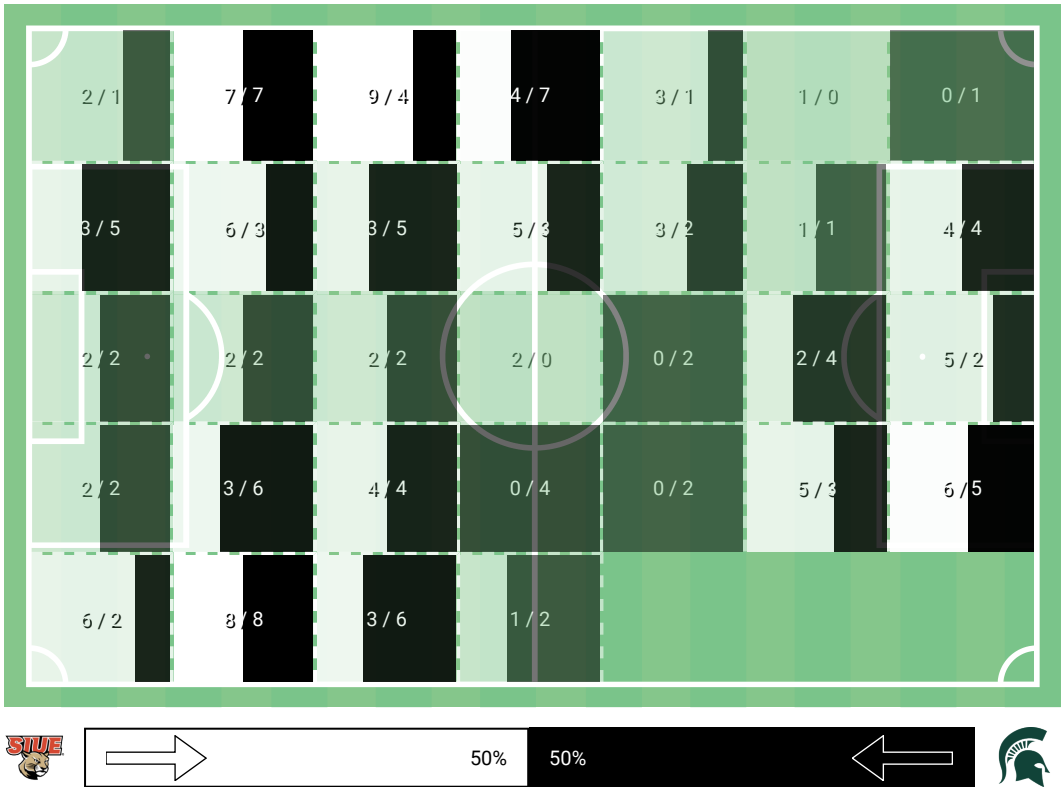 2 / 1 7 / 7 9 / 4 4 / 7 3 / 1 1 / 0 0 / 1
3 / 5 6 / 3 3 / 5 5 / 3 3 / 2 1 / 1 4 / 4
2 / 2 2 / 2 2 / 2 2 / 0 0 / 2 2 / 4 5 / 2
2 / 2 3 / 6 4 / 4 0 / 4 0 / 2 5 / 3 6 / 5
6 / 2 8 / 8 3 / 6 1 / 2
SIUE 50% 50%